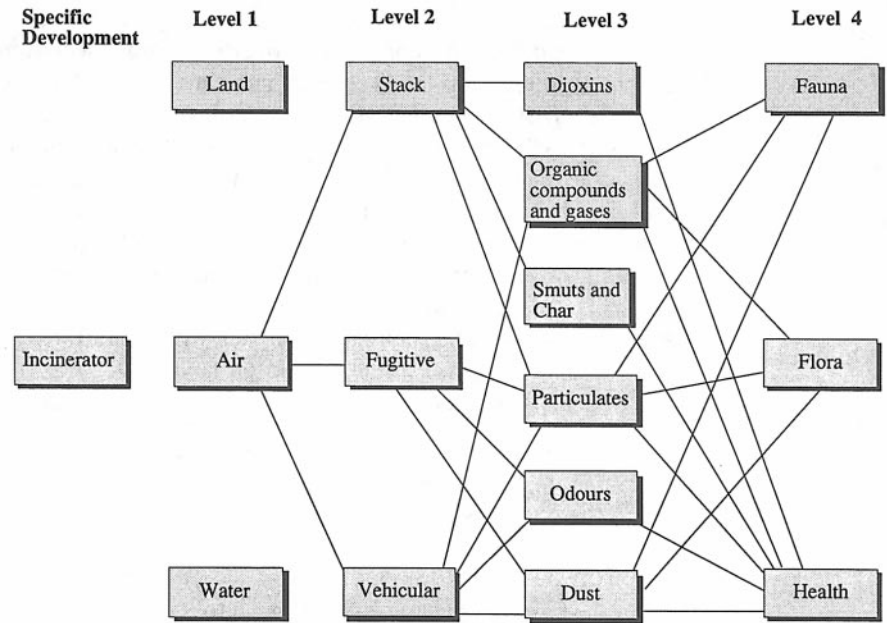 Specific
Development
Level 1
Level 2
Level 3
Level 4
Land
Stack
Dioxins
Fauna
Organic
compounds
and gases
Smuts and
Char
Incinerator
Air
Fugitive
Particulates
Flora
Odours
Water
Vehicular
Dust
Health